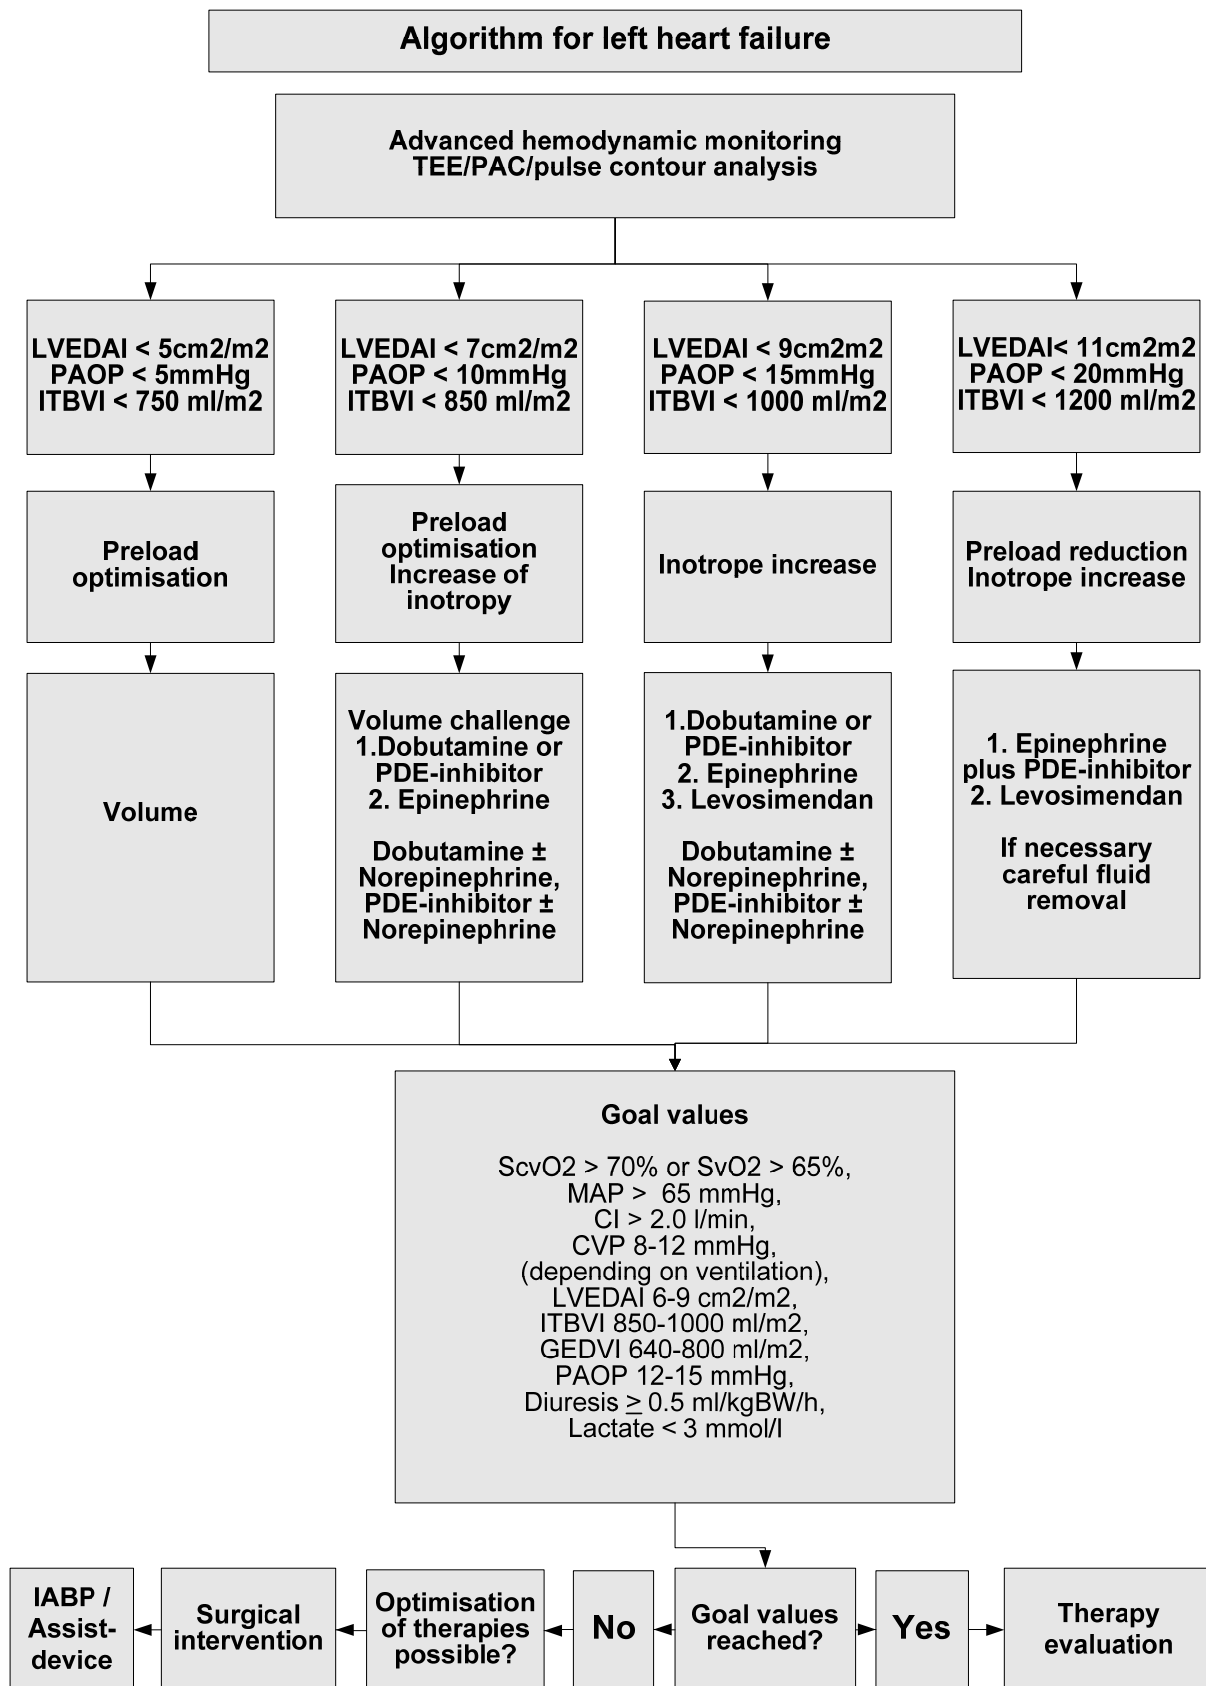 Algorithm for left heart failure
Advanced hemodynamic monitoring
TEE/PAC/pulse contour analysis
LVEDAI < 5cm2/m2
PAOP < 5mmHg
ITBVI < 750 ml/m2
LVEDAI < 7cm2/m2
PAOP < 10mmHg
ITBVI < 850 ml/m2
LVEDAI < 9cm2m2
PAOP < 15mmHg
ITBVI < 1000 ml/m2
LVEDAI< 11cm2m2
PAOP < 20mmHg
ITBVI < 1200 ml/m2
Preload
optimisation
Preload
optimisation
Increase of
inotropy
Inotrope increase
Preload reduction
Inotrope increase
Volume
Volume challenge
1.Dobutamine or
PDE-inhibitor
2. Epinephrine
Dobutamine ±
Norepinephrine,
PDE-inhibitor ±
Norepinephrine
1.Dobutamine or
PDE-inhibitor
2. Epinephrine
3. Levosimendan
Dobutamine ±
Norepinephrine,
PDE-inhibitor ±
Norepinephrine
1. Epinephrine
plus PDE-inhibitor
2. Levosimendan
If necessary
careful fluid
removal
Goal values
ScvO2 > 70% or SvO2 > 65%,
MAP >  65 mmHg,
CI > 2.0 l/min,
CVP 8-12 mmHg,
(depending on ventilation),
LVEDAI 6-9 cm2/m2,
ITBVI 850-1000 ml/m2,
GEDVI 640-800 ml/m2,
PAOP 12-15 mmHg,
Diuresis ≥ 0.5 ml/kgBW/h,
Lactate < 3 mmol/l
IABP /
Assist-
device
Surgical
intervention
Optimisation
of therapies
possible?
No
Goal values
reached?
Yes
Therapy
evaluation